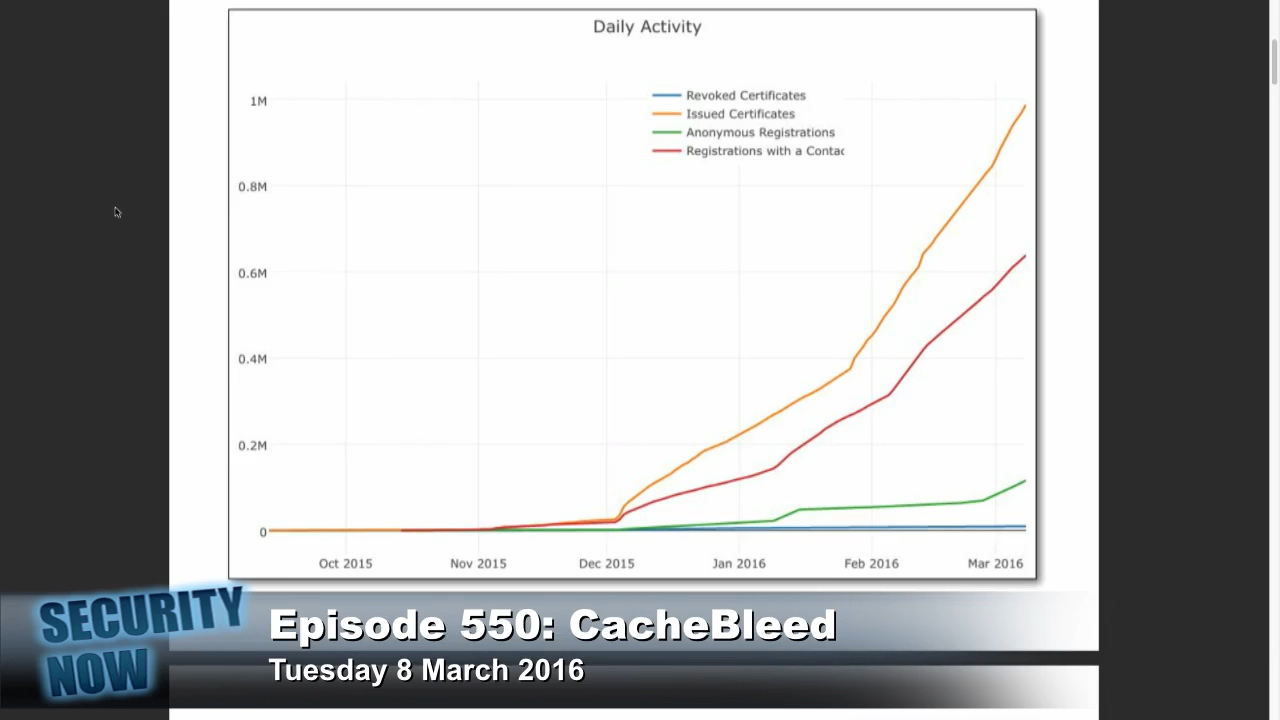 Daily Activity
Revoked Certificates
Issued Certificates
Anonymous Registrations
Registrations with a Contac
1M
0.8M
0.6M
0.4M
0.2M
0
Oct 2015 Nov 2015 Dec 2015 Jan 2016 Feb 2016 Mar 2016
SECURITY
NOW
Episode 550: CacheBleed
Tuesday 8 March 2016